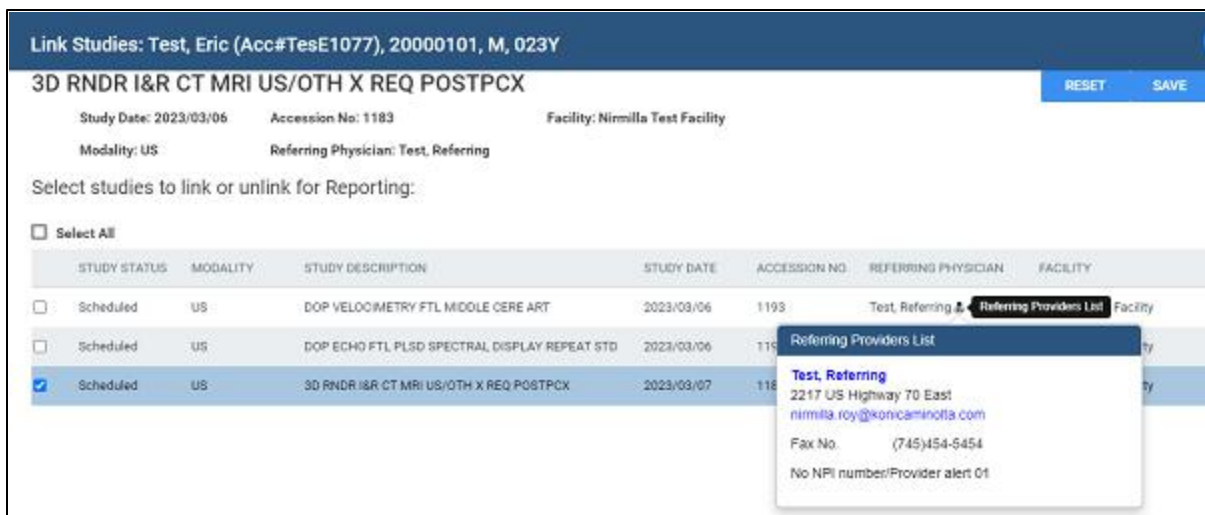 Link Studies: Test, Eric (Acc#TesE1077), 20000101, M, 023Y
3D RNDR I&R CT MRI US/OTH X REQ POSTPCX
RESET SAVE
Study Date: 2023/03/06 Accession No: 1183 Facility: Nirmilla Test Facility
Modality: US Referring Physician: Test, Referring
Select studies to link or unlink for Reporting:
Select All
STUDY STATUS MODALITY STUDY DESCRIPTION STUDY DATE ACCESSION NO. REFERRING PHYSICIAN FACILITY
Scheduled US DOP VELOCIMETRY FTL MIDDLE CERE ART 2023/03/06 1193 Test, Referring Referring Providers List Facility
Scheduled US DOP ECHO FTL PLSD SPECTRAL DISPLAY REPEAT STD 2023/03/06 119 ty
Scheduled US 3D RNDR I&R CT MRI US/OTH X REQ POSTPCX 2023/03/07 118 ty
Referring Providers List
Test, Referring
2217 US Highway 70 East
nirmilla.roy@konicaminolta.com
Fax No. (745)454-5454
No NPI number/Provider alert 01